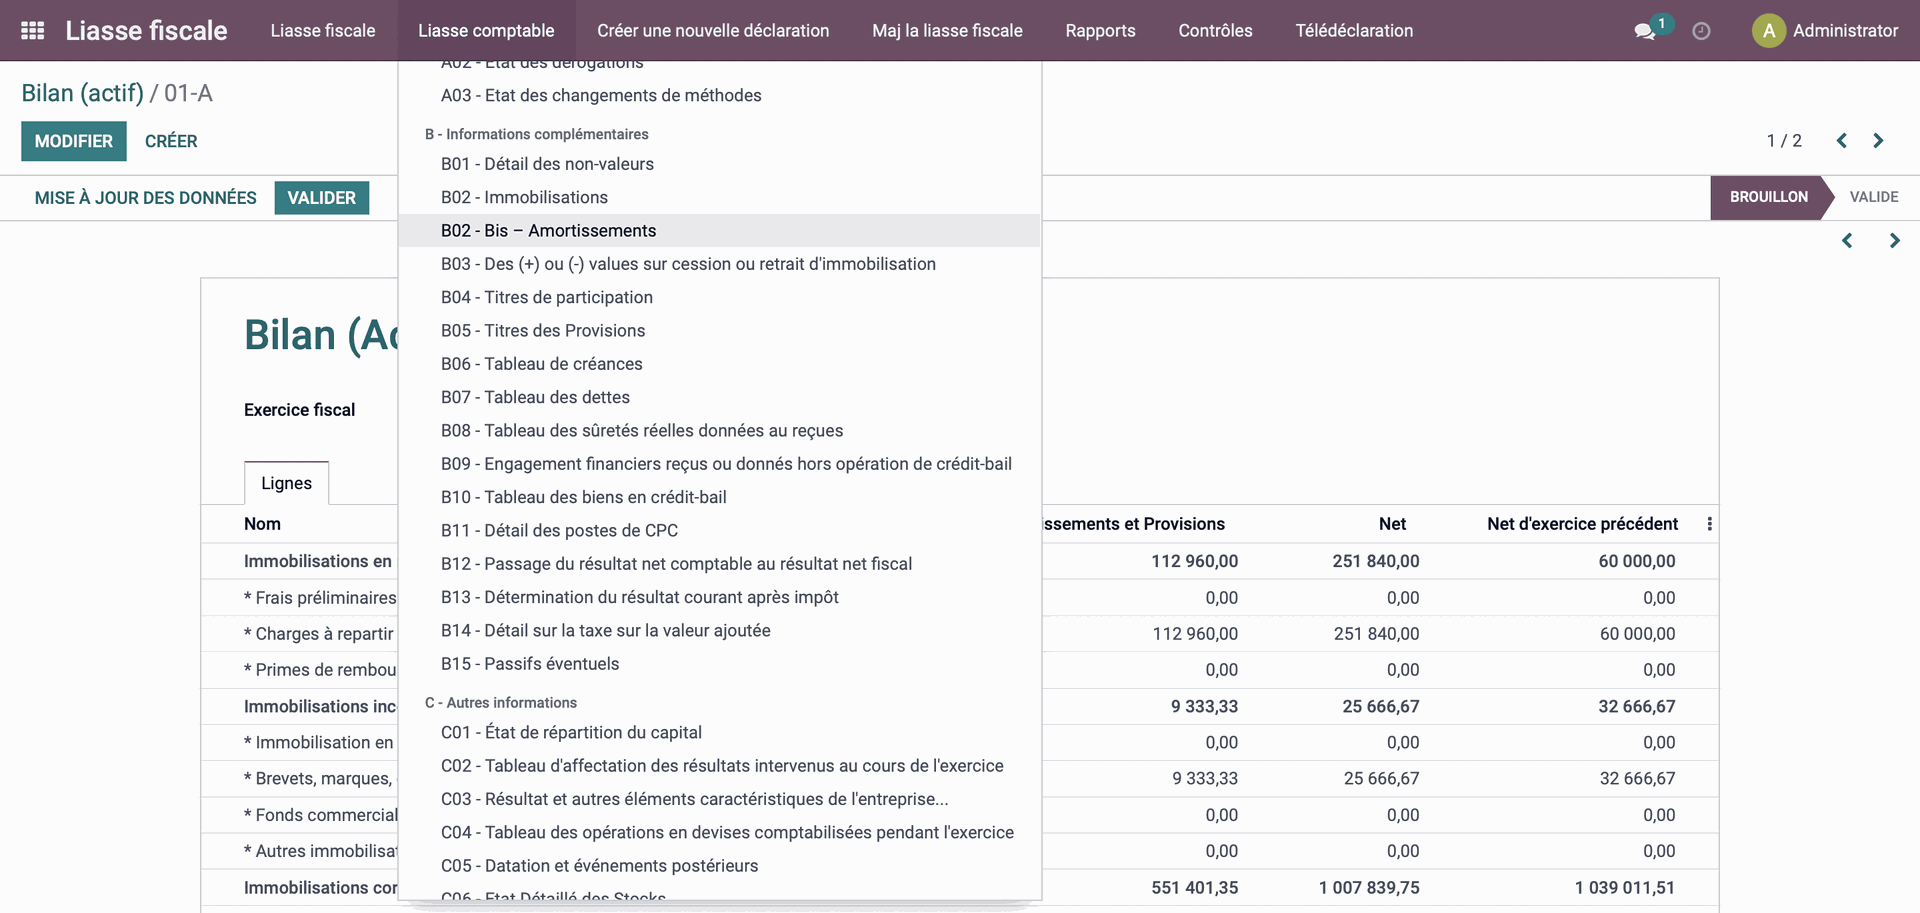 Liasse fiscale
Liasse fiscale
Liasse comptable
Créer une nouvelle déclaration
Maj la liasse fiscale
Rapports
Contrôles
Télédéclaration
1
A
Administrator
Bilan (actif) / 01-A
MODIFIER
CRÉER
1 / 2
MISE À JOUR DES DONNÉES
VALIDER
BROUILLON
VALIDE
A02 - Etat des dérogations
A03 - Etat des changements de méthodes
B - Informations complémentaires
B01 - Détail des non-valeurs
B02 - Immobilisations
B02 - Bis – Amortissements
B03 - Des (+) ou (-) values sur cession ou retrait d'immobilisation
B04 - Titres de participation
B05 - Titres des Provisions
B06 - Tableau de créances
B07 - Tableau des dettes
B08 - Tableau des sûretés réelles données au reçues
B09 - Engagement financiers reçus ou donnés hors opération de crédit-bail
B10 - Tableau des biens en crédit-bail
B11 - Détail des postes de CPC
B12 - Passage du résultat net comptable au résultat net fiscal
B13 - Détermination du résultat courant après impôt
B14 - Détail sur la taxe sur la valeur ajoutée
B15 - Passifs éventuels
C - Autres informations
C01 - État de répartition du capital
C02 - Tableau d'affectation des résultats intervenus au cours de l'exercice
C03 - Résultat et autres éléments caractéristiques de l'entreprise...
C04 - Tableau des opérations en devises comptabilisées pendant l'exercice
C05 - Datation et événements postérieurs
C06 - Etat Détaillé des Stocks
Bilan (Ac
Exercice fiscal
Lignes
Nom issements et Provisions Net Net d'exercice précédent
Immobilisations en 112 960,00 251 840,00 60 000,00
* Frais préliminaires 0,00 0,00 0,00
* Charges à repartir 112 960,00 251 840,00 60 000,00
* Primes de rembou 0,00 0,00 0,00
Immobilisations inc 9 333,33 25 666,67 32 666,67
* Immobilisation en 0,00 0,00 0,00
* Brevets, marques, 9 333,33 25 666,67 32 666,67
* Fonds commercial 0,00 0,00 0,00
* Autres immobilisat 0,00 0,00 0,00
Immobilisations cor 551 401,35 1 007 839,75 1 039 011,51